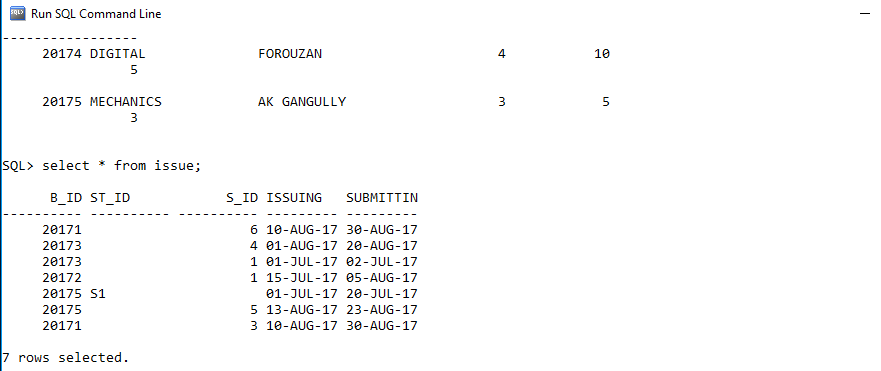 SQL> Run SQL Command Line
-----------------
20174 DIGITAL FOROUZAN 4 10
5
20175 MECHANICS AK GANGULLY 3 5
3
SQL> select * from issue;
B_ID ST_ID S_ID ISSUING SUBMITTIN
---------- ---------- ---------- --------- ---------
20171 6 10-AUG-17 30-AUG-17
20173 4 01-AUG-17 20-AUG-17
20173 1 01-JUL-17 02-JUL-17
20172 1 15-JUL-17 05-AUG-17
20175 S1 01-JUL-17 20-JUL-17
20175 5 13-AUG-17 23-AUG-17
20171 3 10-AUG-17 30-AUG-17
7 rows selected.